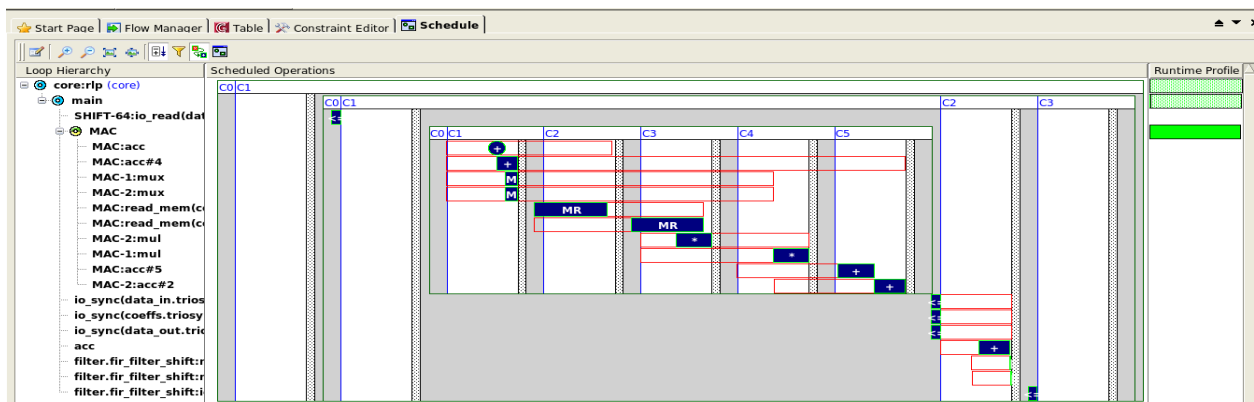 Start Page Flow Manager Table Constraint Editor Schedule
Loop Hierarchy Scheduled Operations Runtime Profile
core:rlp (core) C0 C1
main C0 C1 C2 C3
SHIFT-64:io_read(dat
MAC C0 C1 C2 C3 C4 C5
MAC:acc +
MAC:acc#4 +
MAC-1:mux M
MAC-2:mux M
MAC:read_mem(c MR
MAC:read_mem(c MR
MAC-2:mul *
MAC-1:mul *
MAC:acc#5 +
MAC-2:acc#2 +
io_sync(data_in.trios
io_sync(coeffs.triosy
io_sync(data_out.tric
acc +
filter.fir_filter_shift:r
filter.fir_filter_shift:r
filter.fir_filter_shift:i